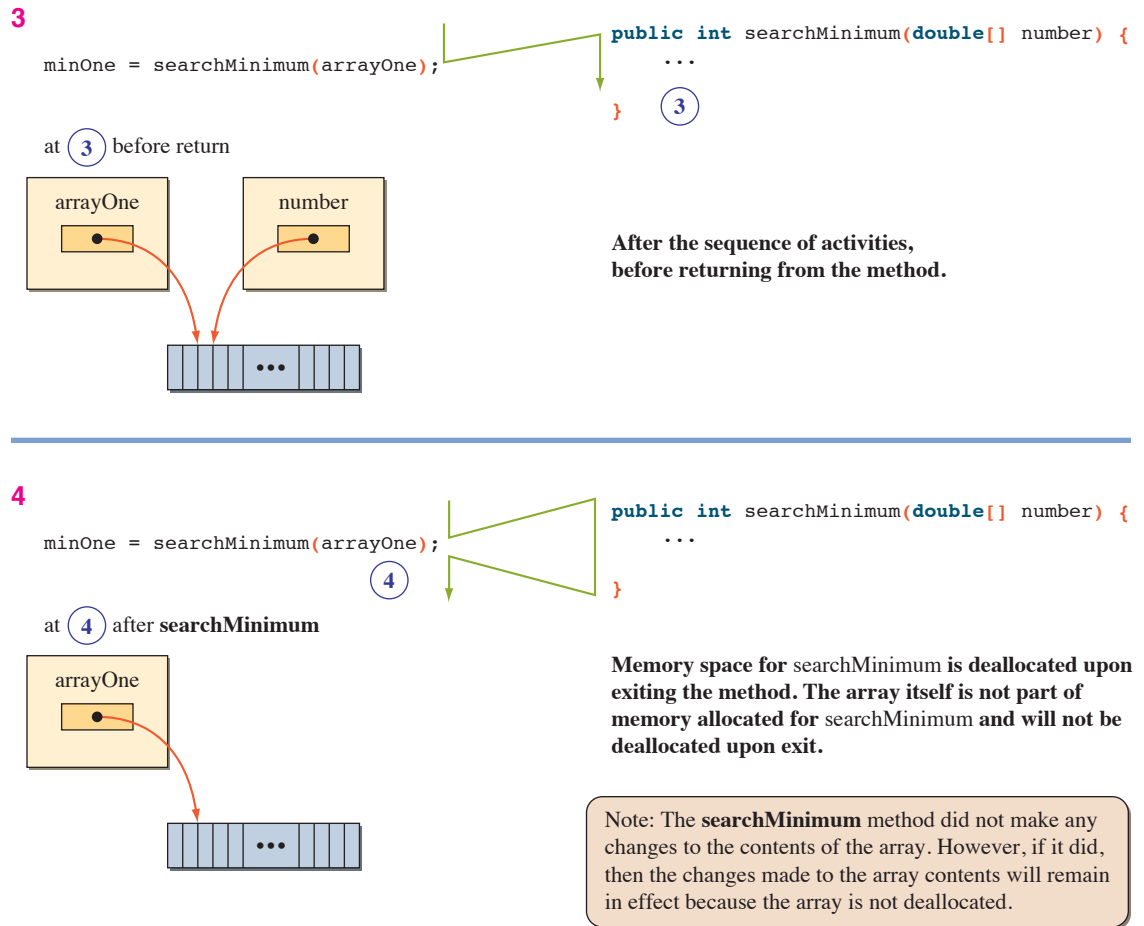 3
minOne = searchMinimum(arrayOne);
public int searchMinimum(double[] number) {
...
}
3
at 3 before return
arrayOne
number
•••
After the sequence of activities,
before returning from the method.
4
minOne = searchMinimum(arrayOne);
4
public int searchMinimum(double[] number) {
...
}
at 4 after searchMinimum
arrayOne
•••
Memory space for searchMinimum is deallocated upon
exiting the method. The array itself is not part of
memory allocated for searchMinimum and will not be
deallocated upon exit.
Note: The searchMinimum method did not make any
changes to the contents of the array. However, if it did,
then the changes made to the array contents will remain
in effect because the array is not deallocated.